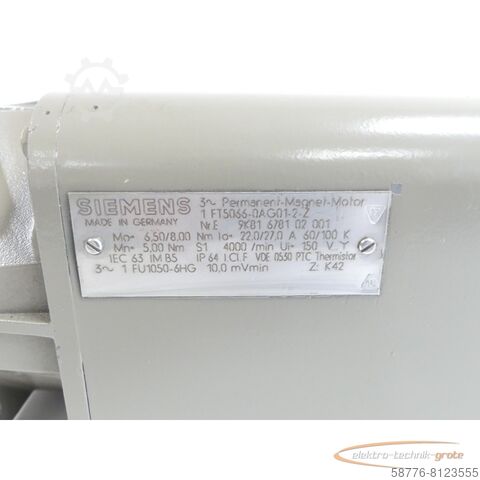 SIEMENS
MADE IN GERMANY
3~ Permanent-Magnet-Motor
1 FT5066-0AG01-2-Z
Nr.E 9KB1 6781 02 001
Mo= 6,50/8,00 Nm Io= 22,0/27,0 A 60/100 K
Mn= 5,00 Nm S1 4000 /min Ui= 150 V Y
IEC 63 IM B5 IP 64 I.Cl.F VDE 0530 PTC Thermistor
3~ 1 FU1050-6HG 10,0 mVmin Z: K42
elektro-technik-grote
58776-8123555